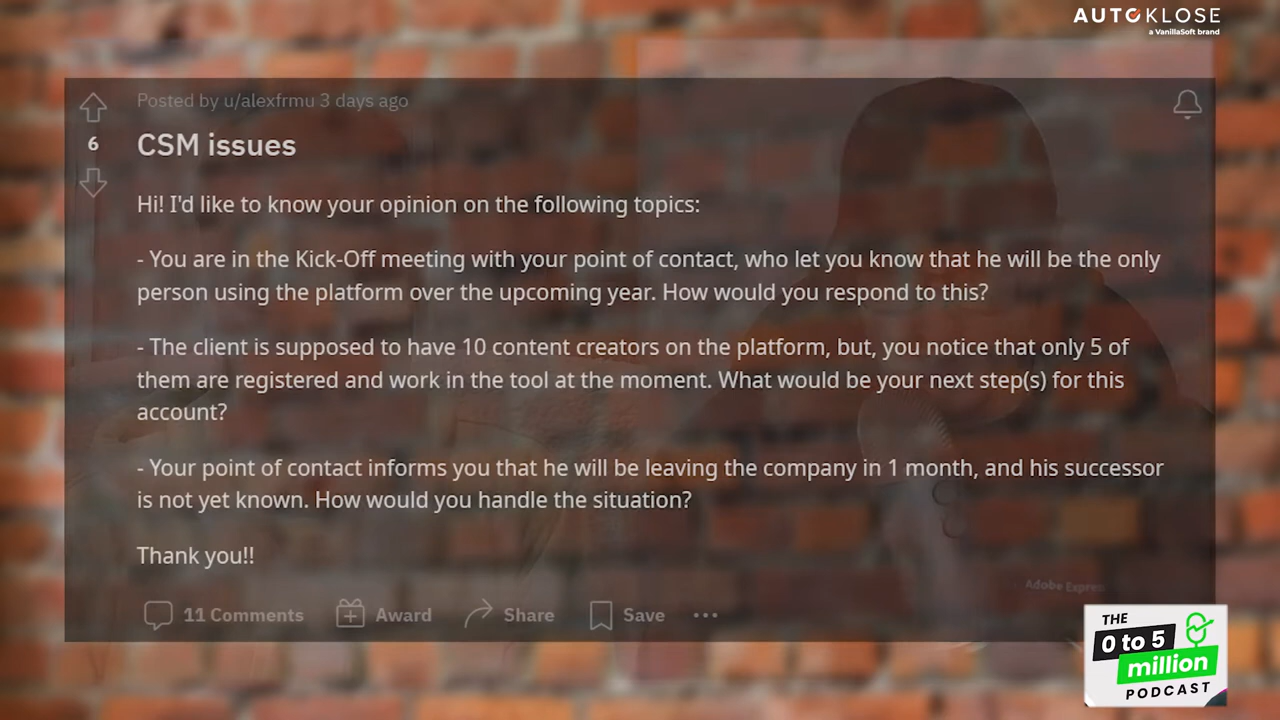 AUTOKLOSE
a VanillaSoft brand
Posted by u/alexfrmu 3 days ago
6
CSM issues
Hi! I'd like to know your opinion on the following topics:
- You are in the Kick-Off meeting with your point of contact, who let you know that he will be the only
person using the platform over the upcoming year. How would you respond to this?
- The client is supposed to have 10 content creators on the platform, but, you notice that only 5 of
them are registered and work in the tool at the moment. What would be your next step(s) for this
account?
- Your point of contact informs you that he will be leaving the company in 1 month, and his successor
is not yet known. How would you handle the situation?
Thank you!!
11 Comments Award Share Save
Adobe Express
THE
0 to 5
million
PODCAST